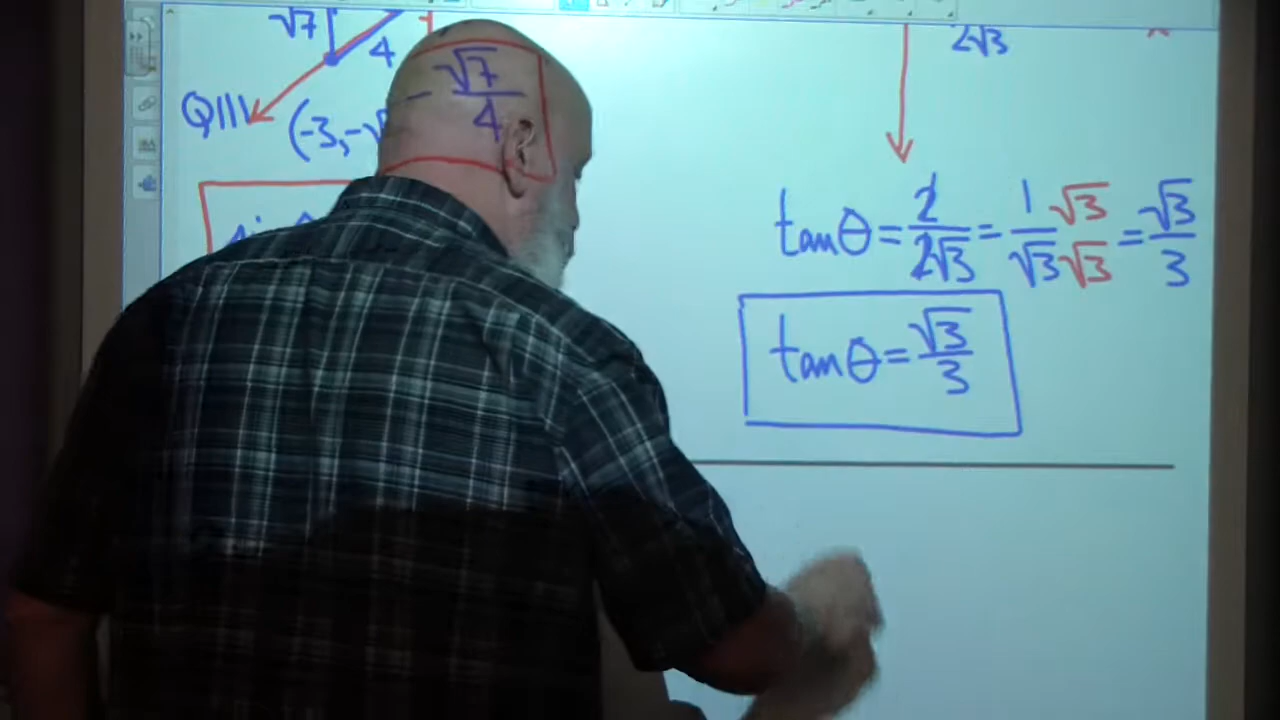 √7
4
QIII
(-3,-√
- √7/4
2√3
tanθ = 2/2√3 = 1/√3 √3/√3 = √3/3
tanθ = √3/3